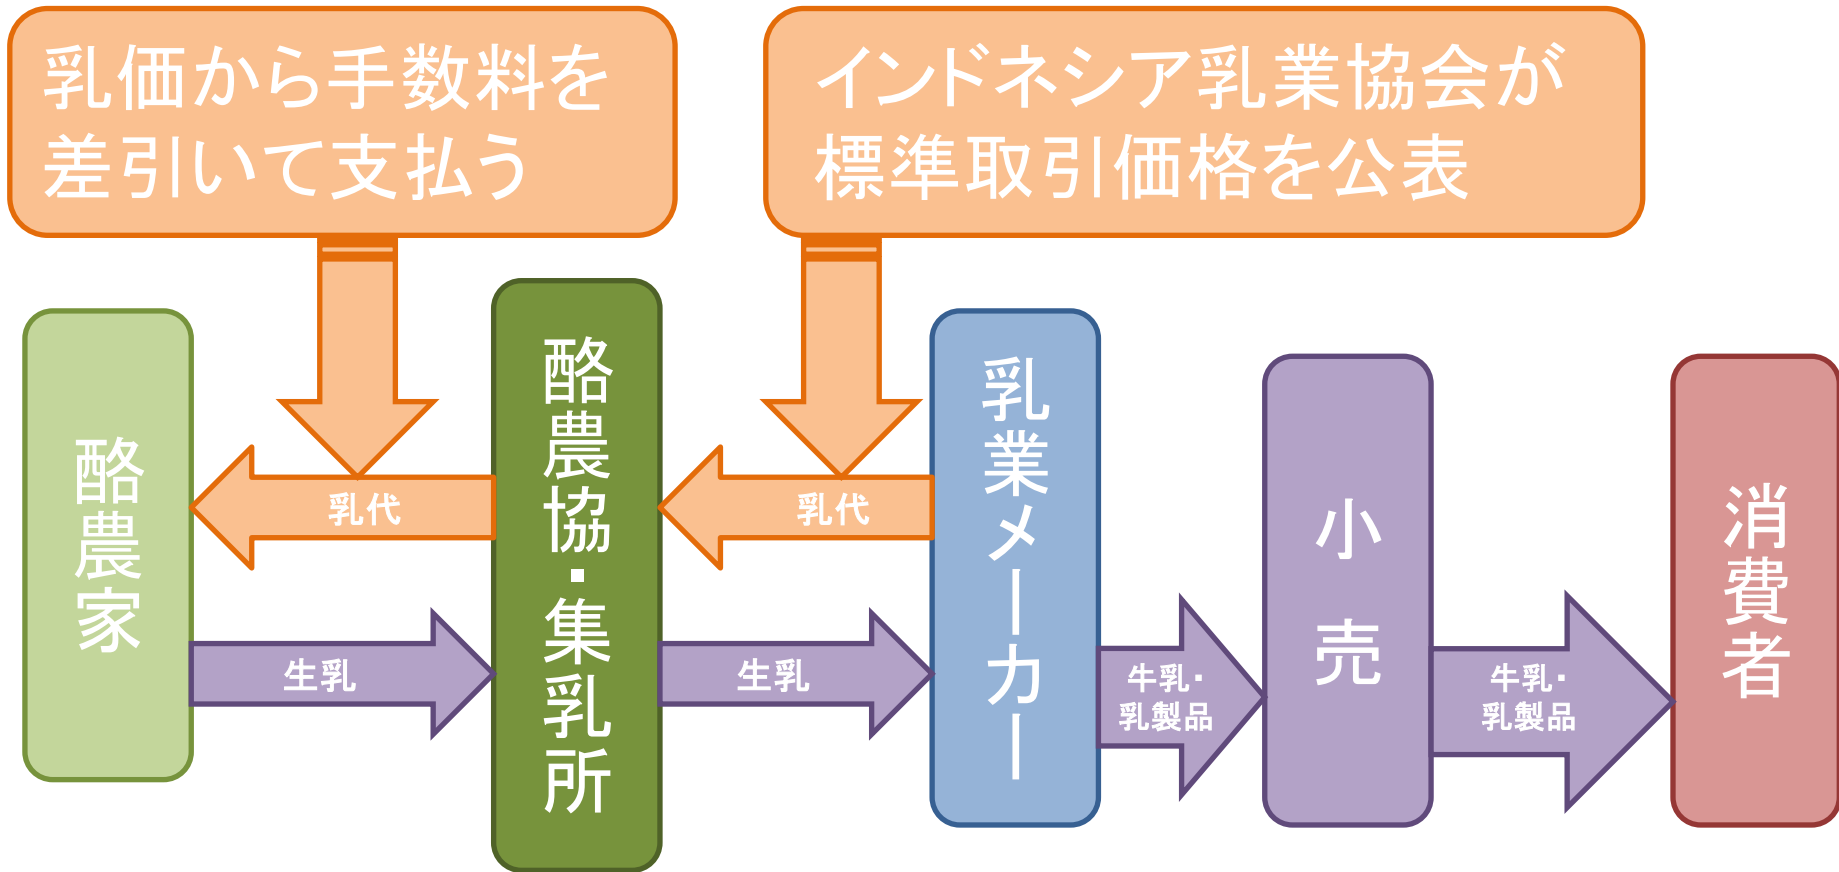 乳価から手数料を
差引いて支払う
インドネシア乳業協会が
標準取引価格を公表
酪農家
乳代
生乳
酪農協・集乳所
乳代
生乳
乳業メーカー
牛乳・
乳製品
小売
牛乳・
乳製品
消費者